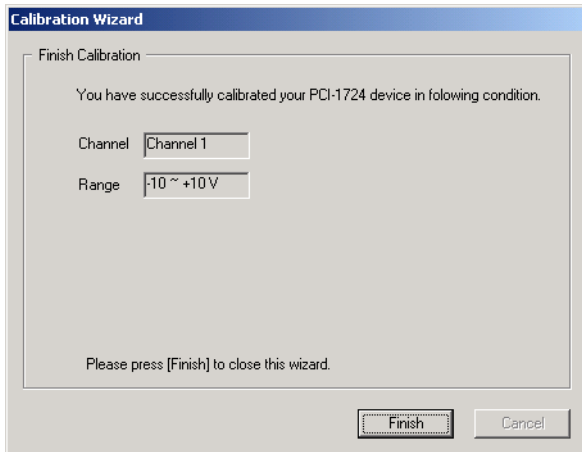 Calibration Wizard
Finish Calibration
You have successfully calibrated your PCI-1724 device in folowing condition.
Channel Channel 1
Range -10 ~ +10 V
Please press [Finish] to close this wizard.
Finish Cancel